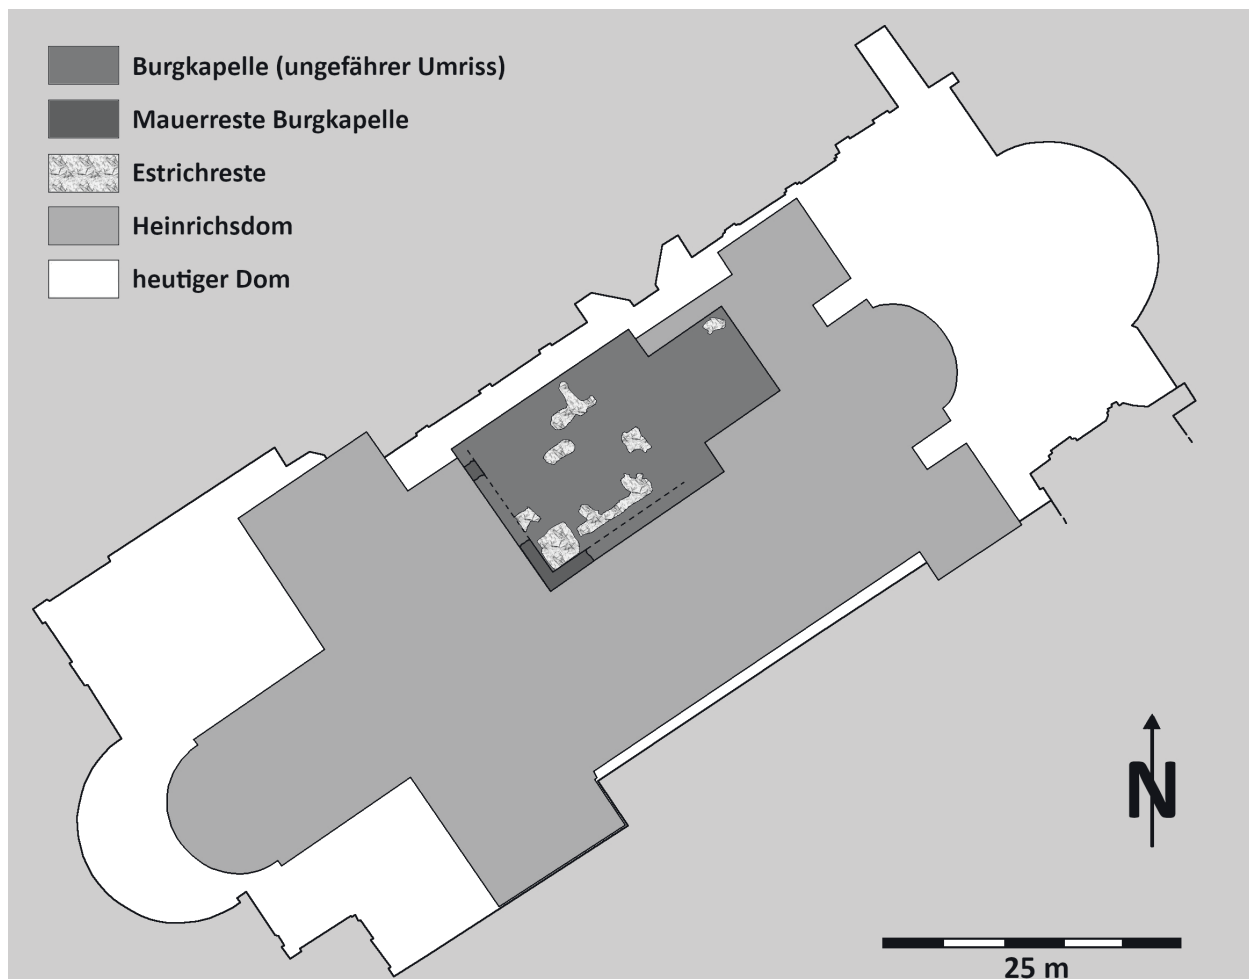 Burgkapelle (ungefährer Umriss)
Mauerreste Burgkapelle
Estrichreste
Heinrichsdom
heutiger Dom
N
25 m